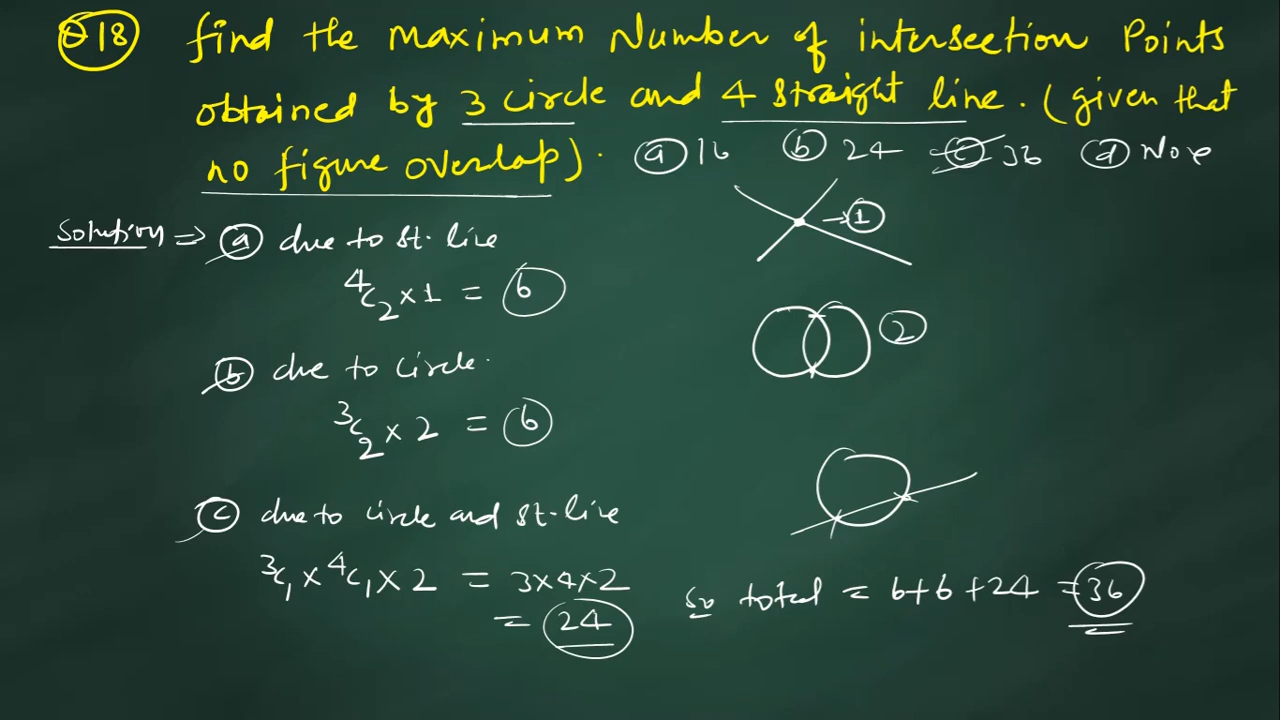 Q18 find the maximum Number of intersection Points
obtained by 3 circle and 4 straight line. (given that
no figure overlap). (a) 16 (b) 24 (c) 36 (d) None
Solution ⇒ (a) due to st. line
⁴C₂ × 1 = 6
→ 1
(b) due to circle.
³C₂ × 2 = 6
2
(c) due to circle and st-line
³C₁ × ⁴C₁ × 2 = 3×4×2
= 24
so total = 6+6+24 = 36